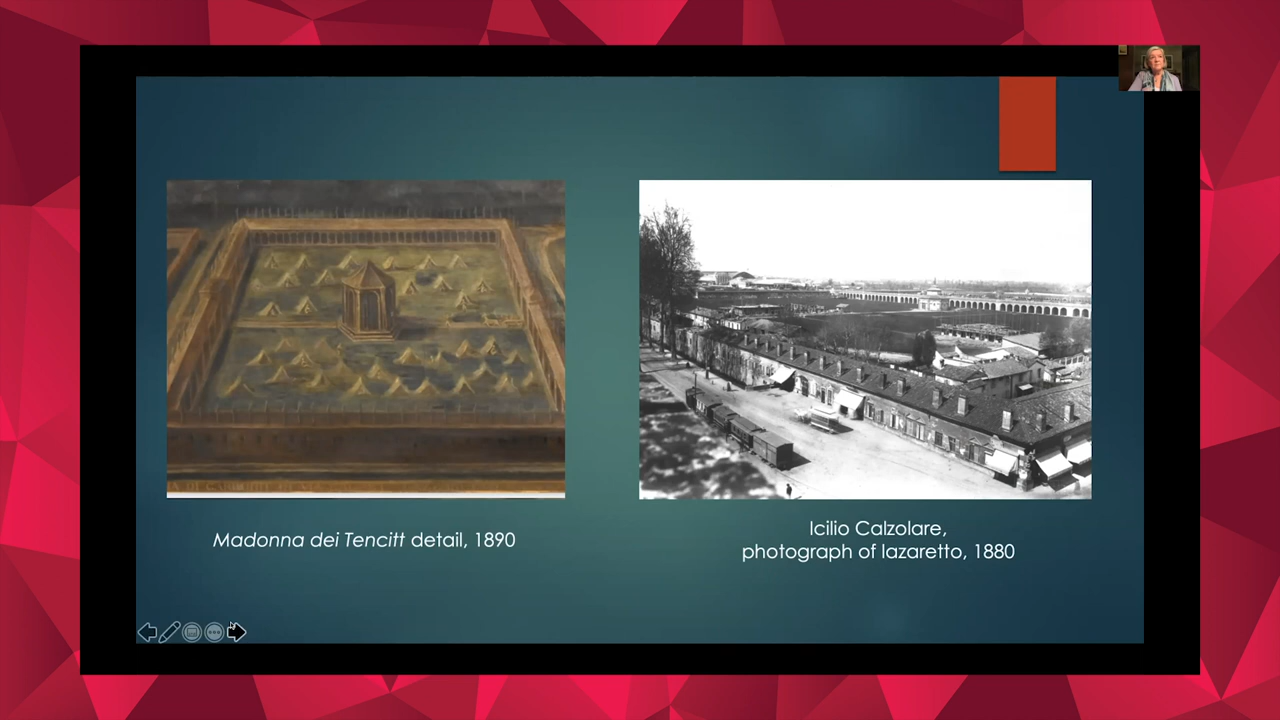 Madonna dei Tencitt detail, 1890
Icilio Calzolare,
photograph of lazaretto, 1880